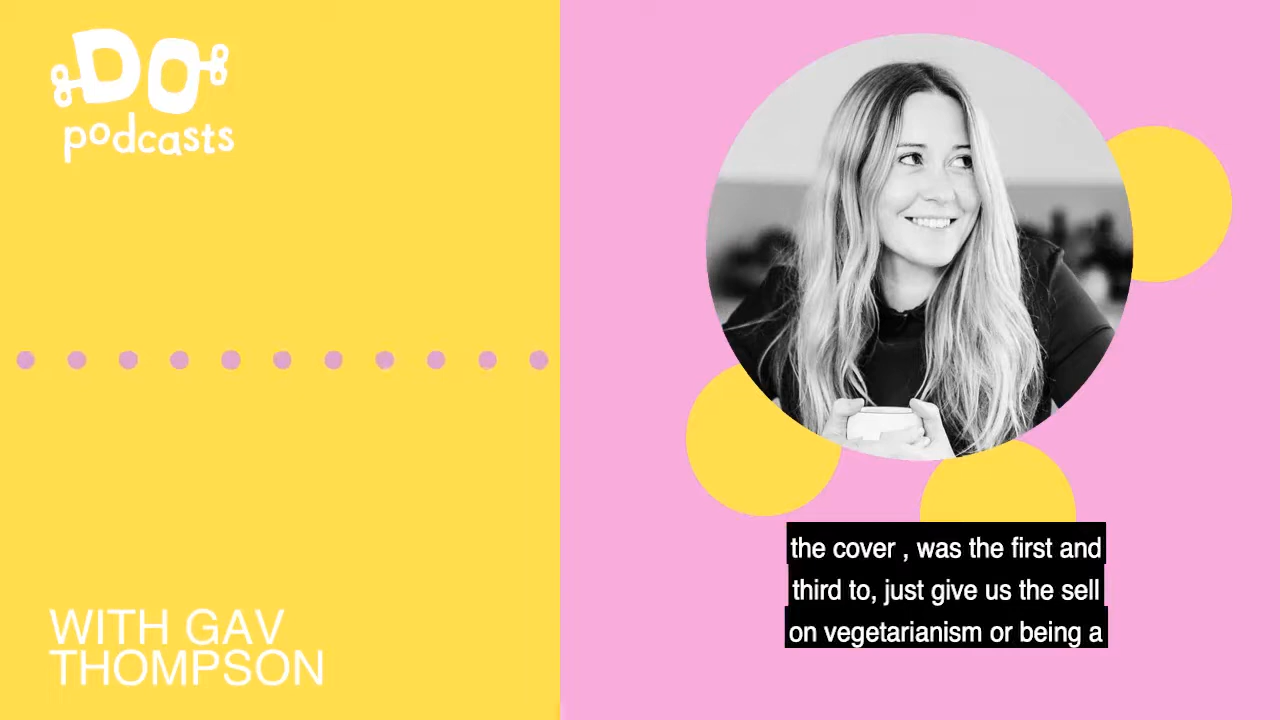 DO
podcasts
WITH GAV
THOMPSON
the cover , was the first and
third to, just give us the sell
on vegetarianism or being a